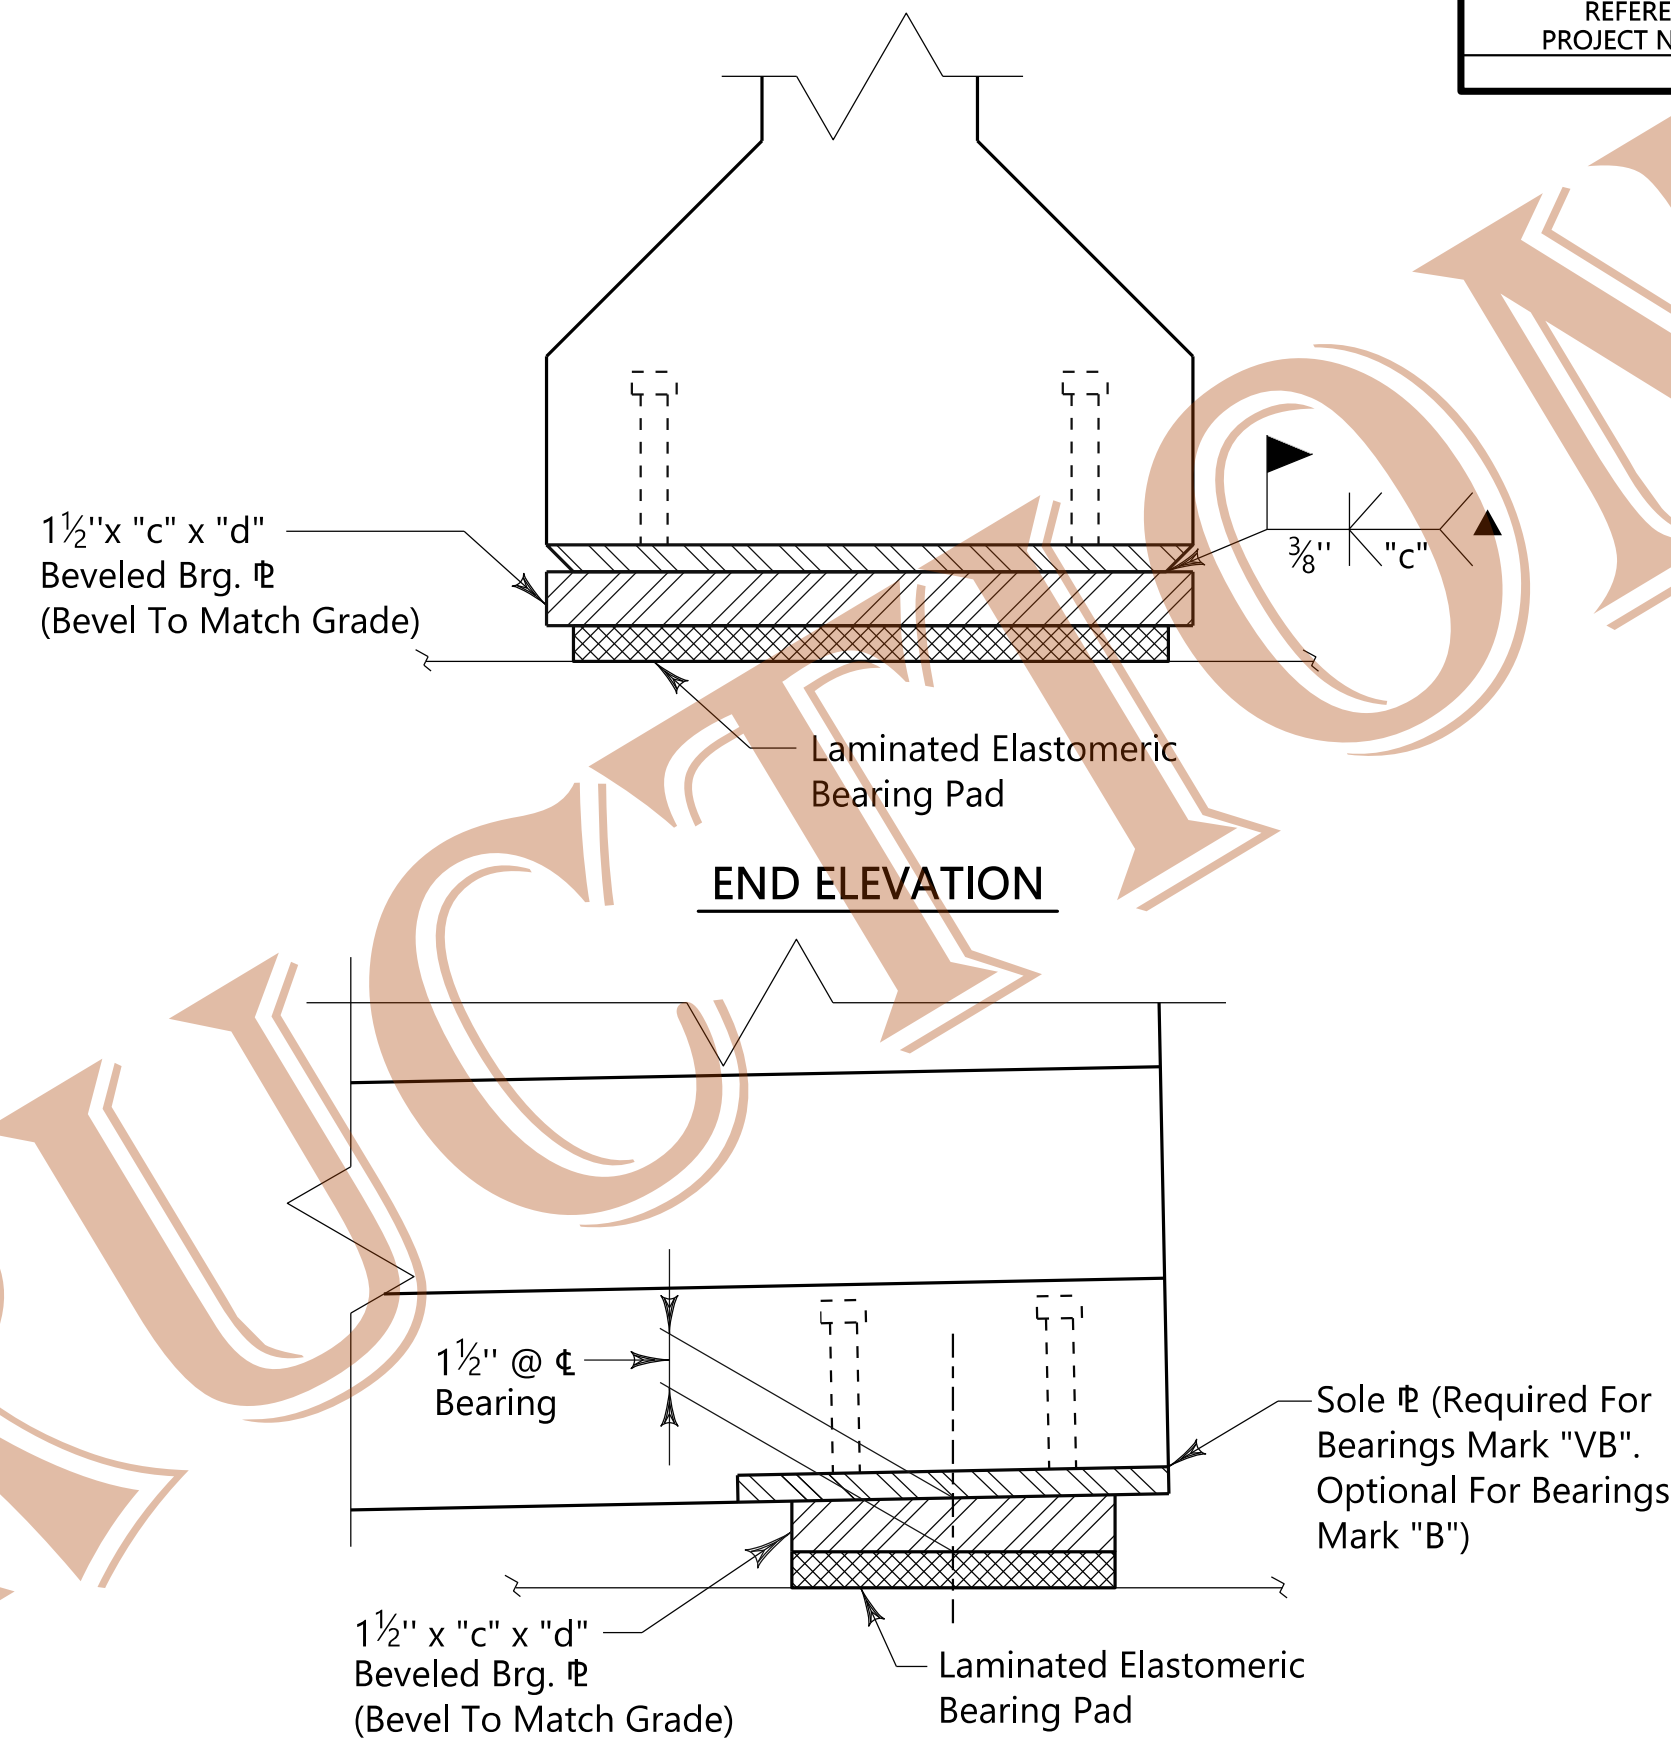 REFERE
PROJECT N
1½''x "c" x "d"
Beveled Brg. ⅊
(Bevel To Match Grade)
⅜''
"c"
Laminated Elastomeric
Bearing Pad
END ELEVATION
1½'' @ ℄
Bearing
Sole ⅊ (Required For
Bearings Mark "VB".
Optional For Bearings
Mark "B")
1½'' x "c" x "d"
Beveled Brg. ⅊
(Bevel To Match Grade)
Laminated Elastomeric
Bearing Pad
RUCTION